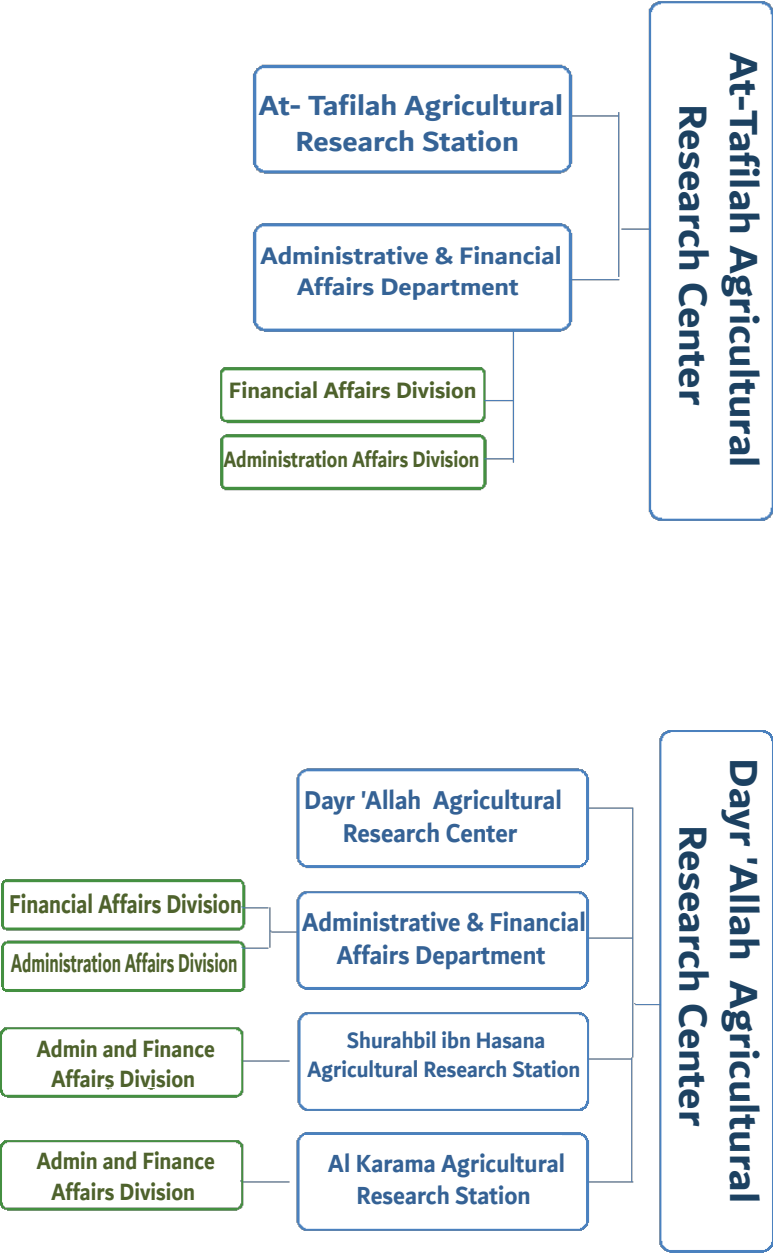 At-Tafilah Agricultural
Research Center
At- Tafilah Agricultural
Research Station
Administrative & Financial
Affairs Department
Financial Affairs Division
Administration Affairs Division
Dayr 'Allah Agricultural
Research Center
Dayr 'Allah Agricultural
Research Center
Administrative & Financial
Affairs Department
Financial Affairs Division
Administration Affairs Division
Shurahbil ibn Hasana
Agricultural Research Station
Admin and Finance
Affairs Division
Al Karama Agricultural
Research Station
Admin and Finance
Affairs Division